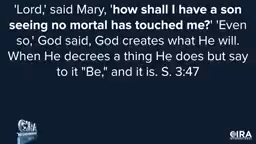 'Lord,' said Mary, 'how shall I have a son
seeing no mortal has touched me?' 'Even
so,' God said, God creates what He will.
When He decrees a thing He does but say
to it "Be," and it is. S. 3:47
CIRA